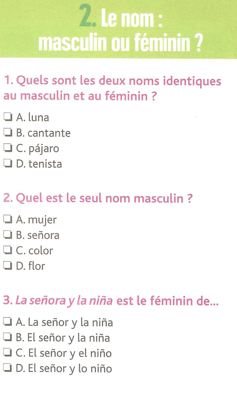 2. Le nom :
masculin ou féminin ?
1. Quels sont les deux noms identiques
au masculin et au féminin ?
❏ A. luna
❏ B. cantante
❏ C. pájaro
❏ D. tenista
2. Quel est le seul nom masculin ?
❏ A. mujer
❏ B. señora
❏ C. color
❏ D. flor
3. La señora y la niña est le féminin de...
❏ A. La señor y la niña
❏ B. El señor y la niña
❏ C. El señor y el niño
❏ D. El señor y lo niño